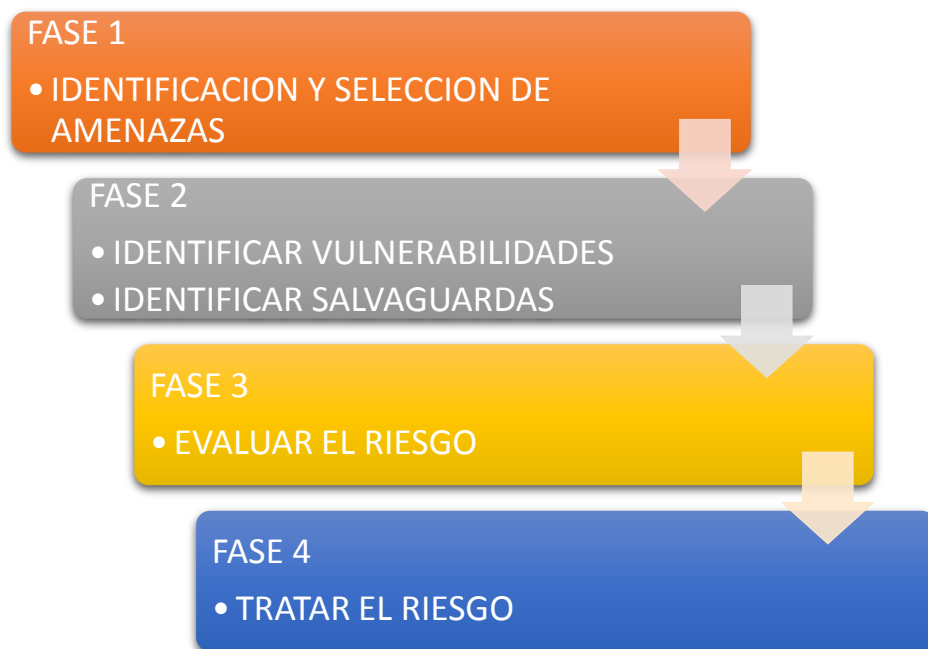 FASE 1
• IDENTIFICACION Y SELECCION DE
AMENAZAS
FASE 2
• IDENTIFICAR VULNERABILIDADES
• IDENTIFICAR SALVAGUARDAS
FASE 3
• EVALUAR EL RIESGO
FASE 4
• TRATAR EL RIESGO